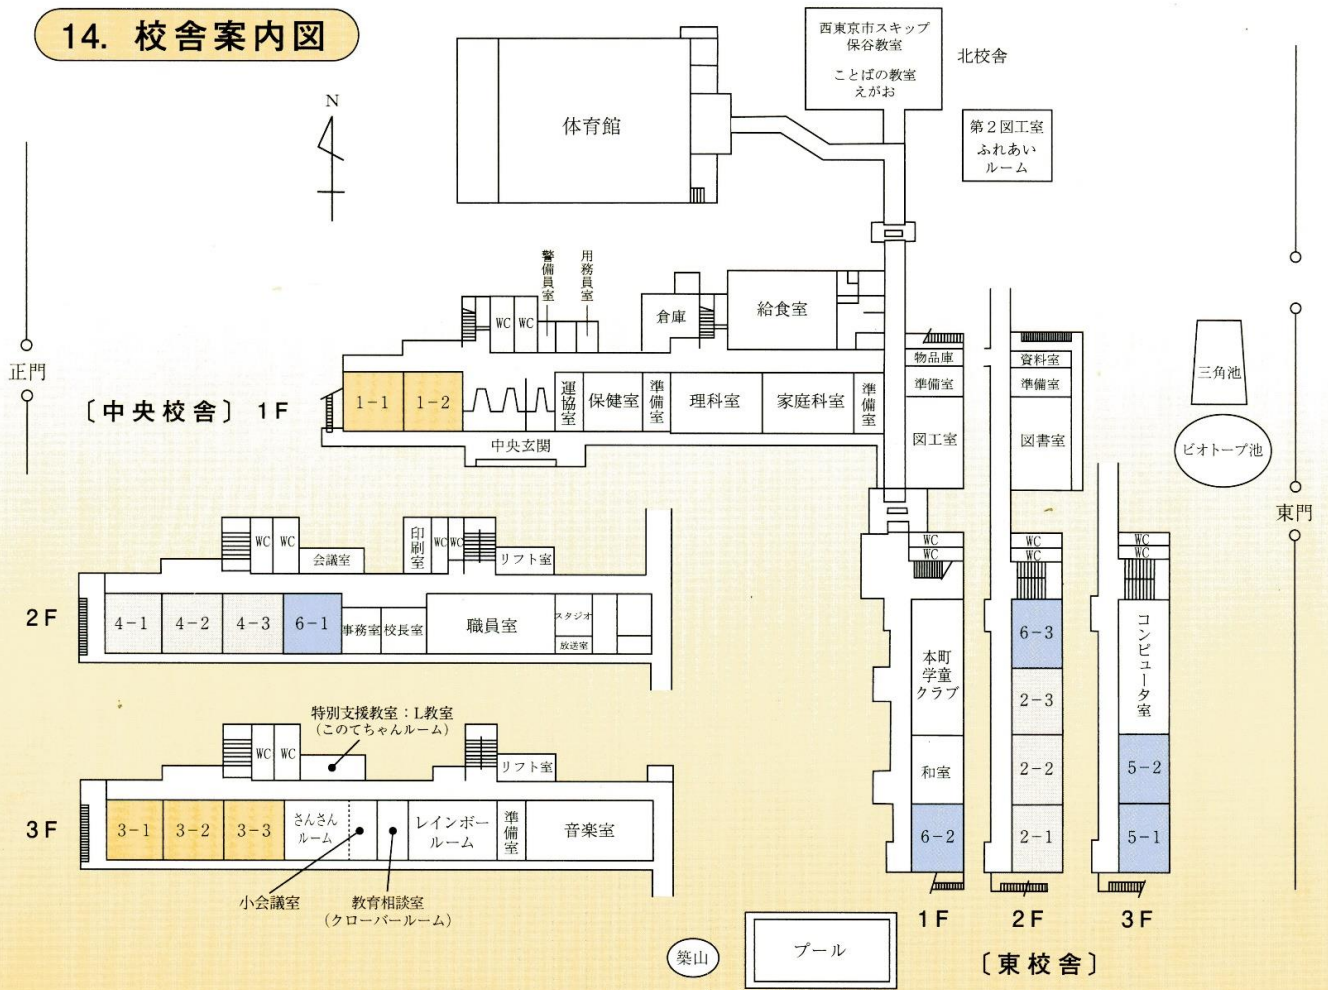 14. 校舎案内図
N
体育館
西東京市スキップ
保谷教室
ことばの教室
えがお
北校舎
第2図工室
ふれあい
ルーム
正門
〔中央校舎〕 1F
WC
WC
警備員室
用務員室
倉庫
給食室
1-1
1-2
運協室
保健室
準備室
理科室
家庭科室
準備室
中央玄関
物品庫
準備室
図工室
資料室
準備室
図書室
三角池
ビオトープ池
東門
2F
WC
WC
会議室
印刷室
WC
WC
リフト室
4-1
4-2
4-3
6-1
事務室
校長室
職員室
スタジオ
放送室
3F
特別支援教室：L教室
(このてちゃんルーム)
WC
WC
リフト室
3-1
3-2
3-3
さんさん
ルーム
レインボー
ルーム
準備室
音楽室
小会議室
教育相談室
(クローバールーム)
WC
WC
本町
学童
クラブ
和室
6-2
1F
WC
WC
6-3
2-3
2-2
2-1
2F
WC
WC
コンピュータ室
5-2
5-1
3F
〔東校舎〕
築山
プール